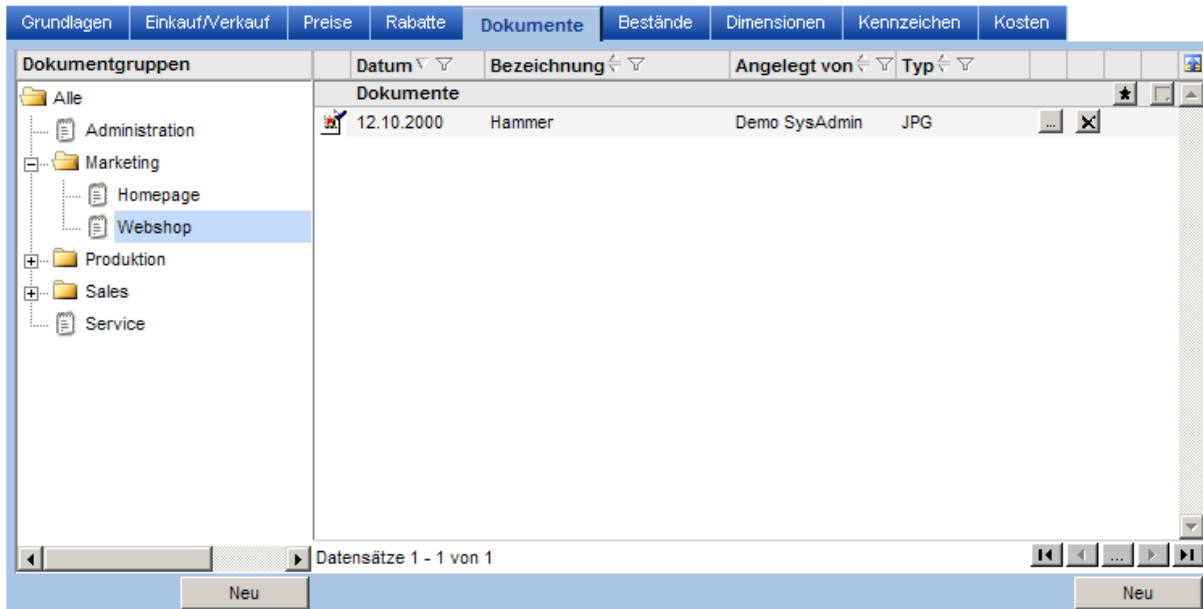 Grundlagen Einkauf/Verkauf Preise Rabatte Dokumente Bestände Dimensionen Kennzeichen Kosten
Dokumentgruppen
Alle
Administration
Marketing
Homepage
Webshop
Produktion
Sales
Service
Neu
Datum Bezeichnung Angelegt von Typ
Dokumente
12.10.2000 Hammer Demo SysAdmin JPG ...
Datensätze 1 - 1 von 1 ...
Neu